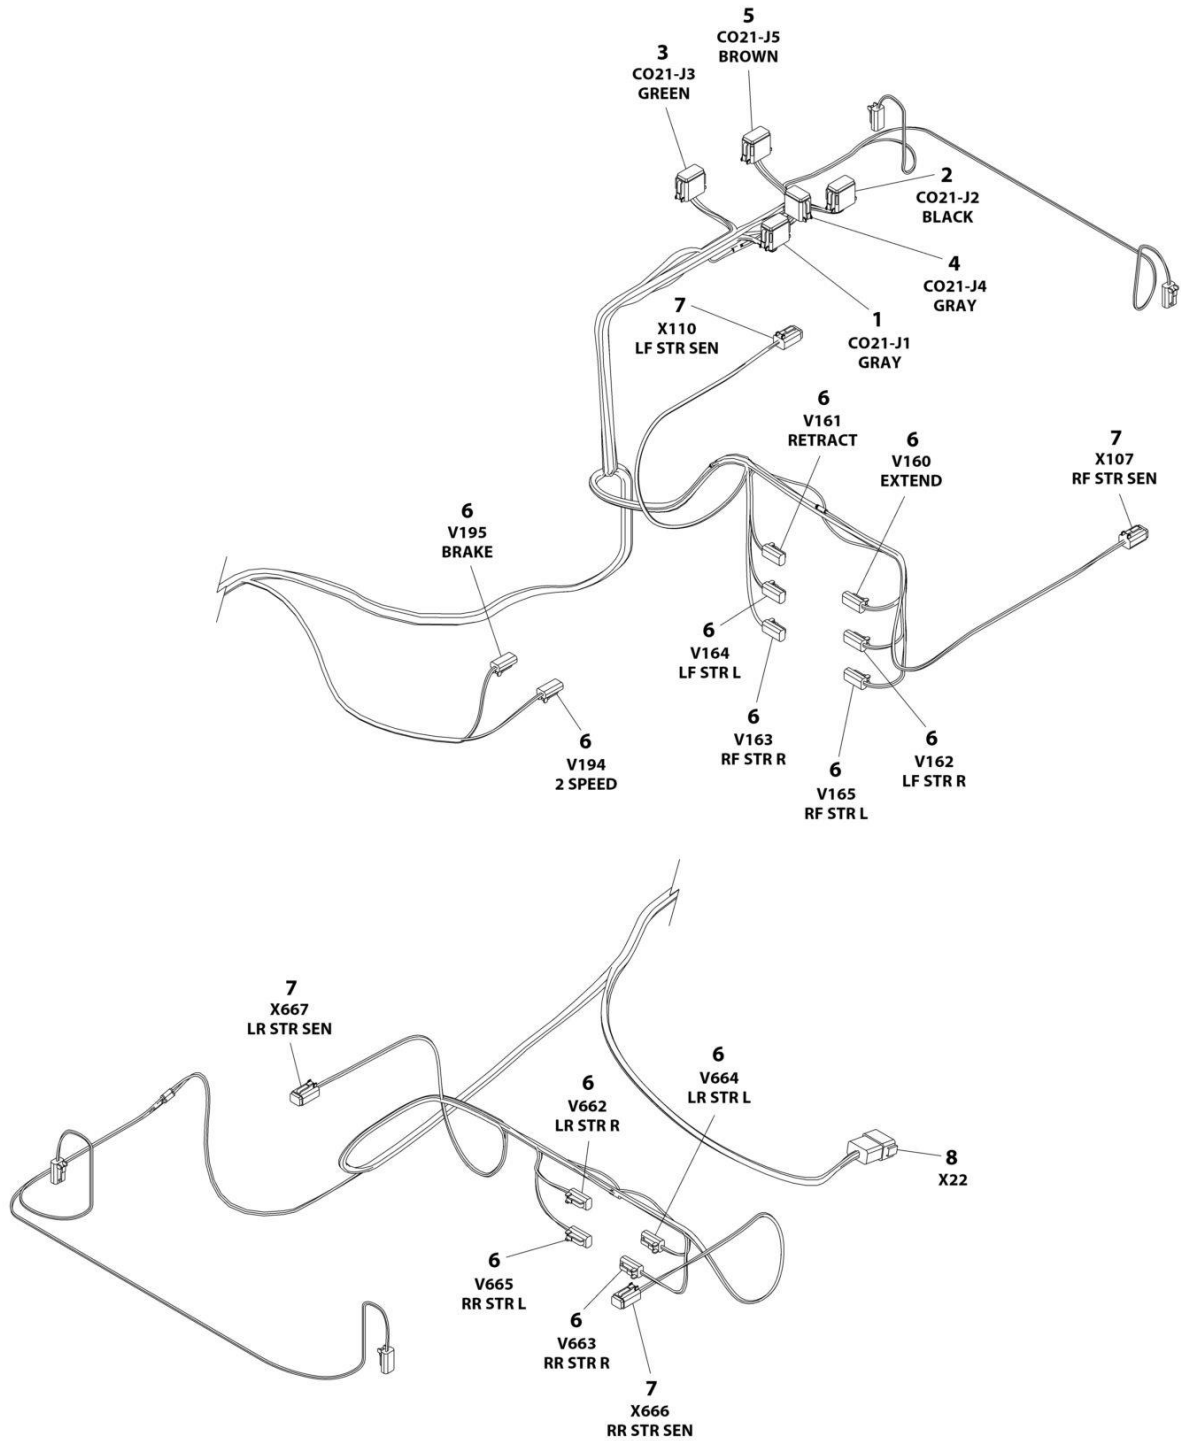 5
CO21-J5
BROWN
3
CO21-J3
GREEN
2
CO21-J2
BLACK
4
CO21-J4
GRAY
1
CO21-J1
GRAY
7
X110
LF STR SEN
6
V161
RETRACT
6
V160
EXTEND
7
X107
RF STR SEN
6
V195
BRAKE
6
V164
LF STR L
6
V163
RF STR R
6
V162
LF STR R
6
V165
RF STR L
6
V194
2 SPEED
7
X667
LR STR SEN
6
V664
LR STR L
6
V662
LR STR R
8
X22
6
V665
RR STR L
6
V663
RR STR R
7
X666
RR STR SEN